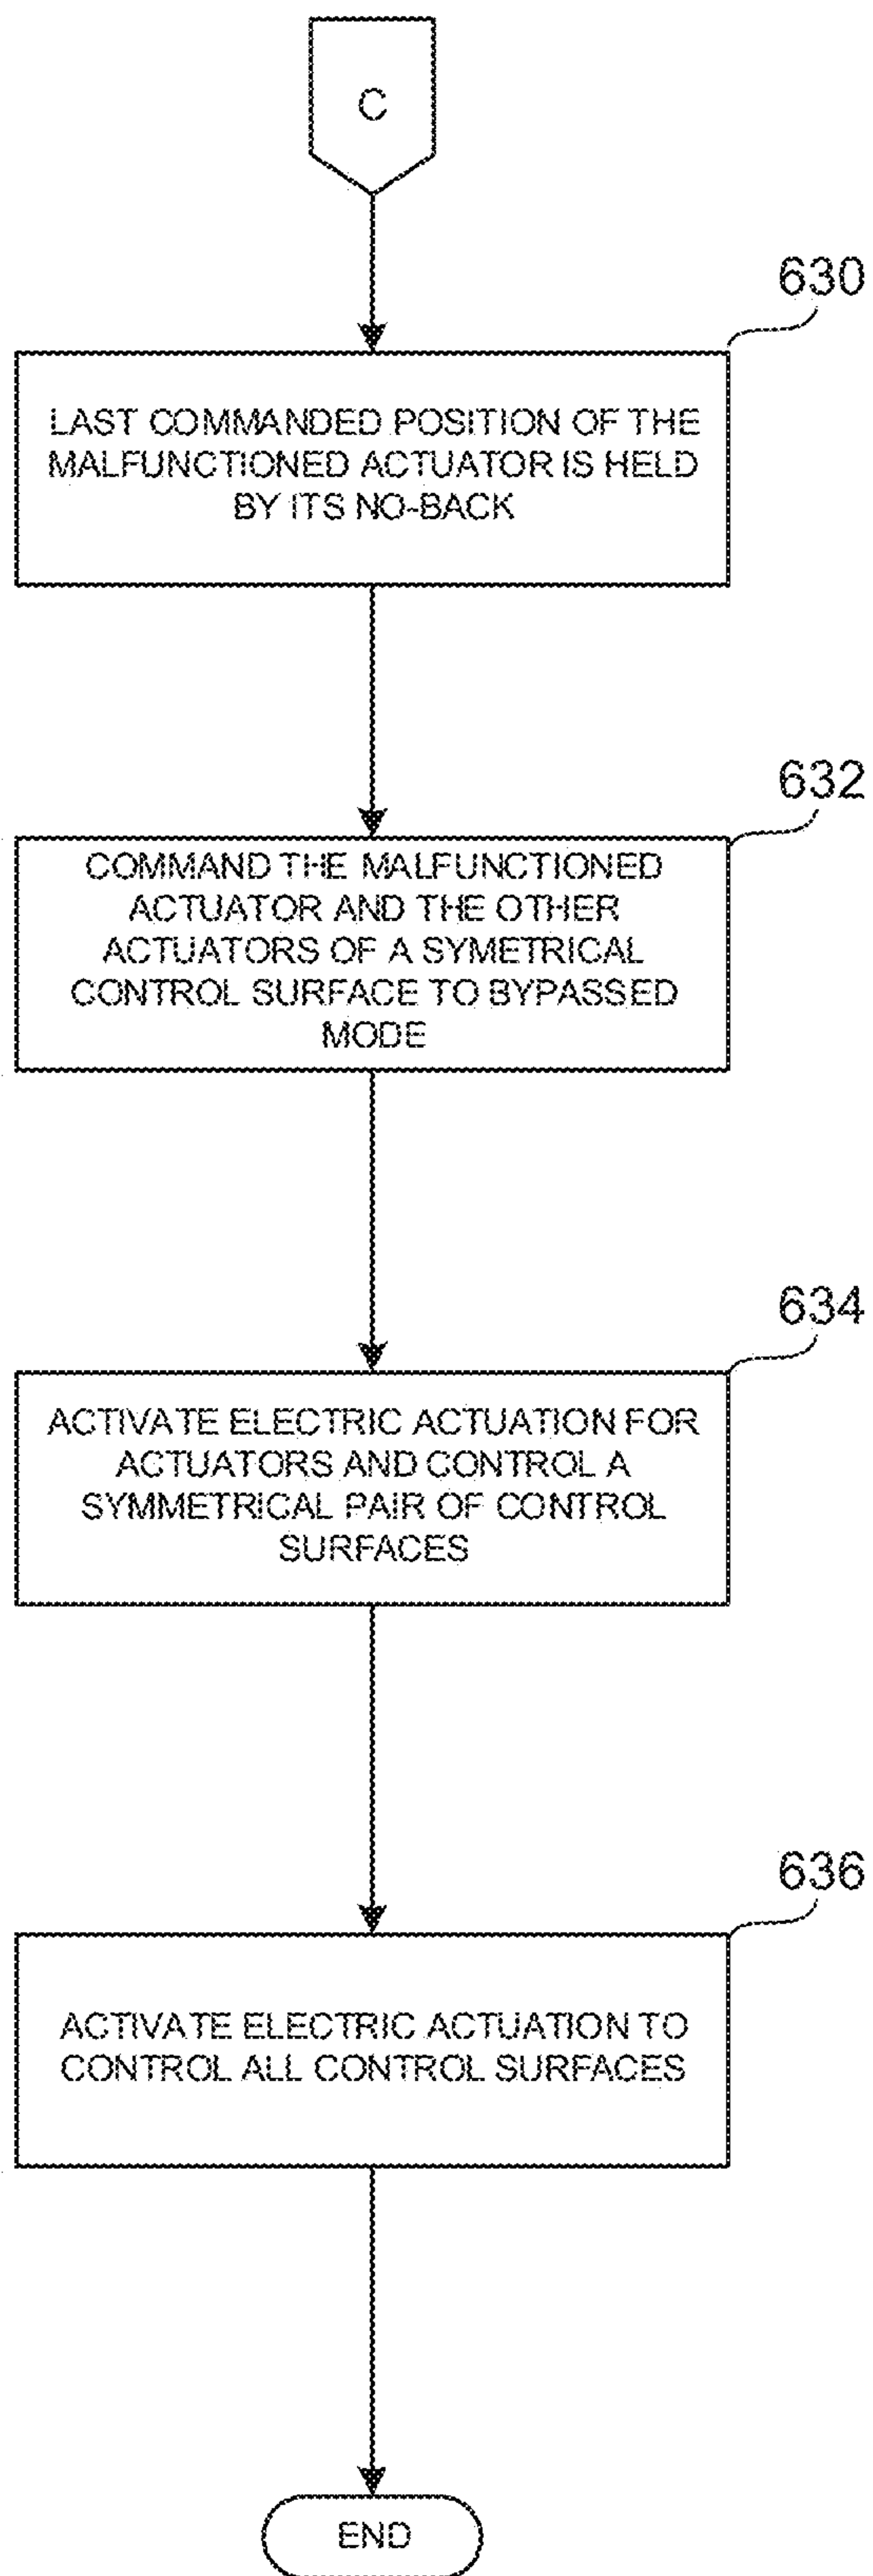 C
630
LAST COMMANDED POSITION OF THE
MALFUNCTIONED ACTUATOR IS HELD
BY ITS NO-BACK
632
COMMAND THE MALFUNCTIONED
ACTUATOR AND THE OTHER
ACTUATORS OF A SYMETRICAL
CONTROL SURFACE TO BYPASSED
MODE
634
ACTIVATE ELECTRIC ACTUATION FOR
ACTUATORS AND CONTROL A
SYMMETRICAL PAIR OF CONTROL
SURFACES
636
ACTIVATE ELECTRIC ACTUATION TO
CONTROL ALL CONTROL SURFACES
END